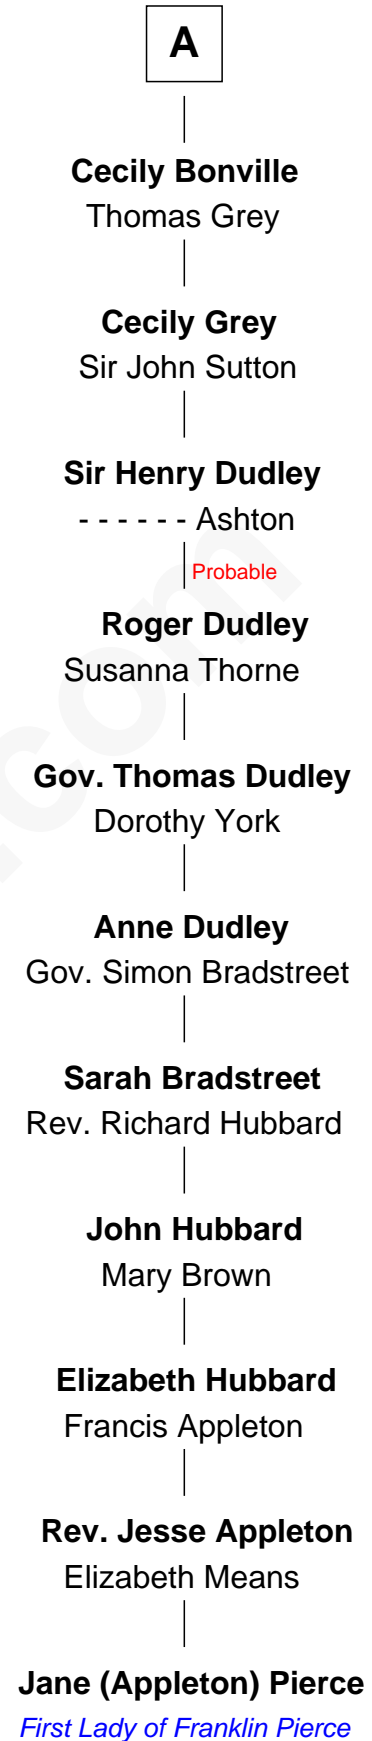 A
Cecily Bonville
Thomas Grey
Cecily Grey
Sir John Sutton
Sir Henry Dudley
- - - - - - Ashton
Probable
Roger Dudley
Susanna Thorne
Gov. Thomas Dudley
Dorothy York
Anne Dudley
Gov. Simon Bradstreet
Sarah Bradstreet
Rev. Richard Hubbard
John Hubbard
Mary Brown
Elizabeth Hubbard
Francis Appleton
Rev. Jesse Appleton
Elizabeth Means
Jane (Appleton) Pierce
First Lady of Franklin Pierce
.com